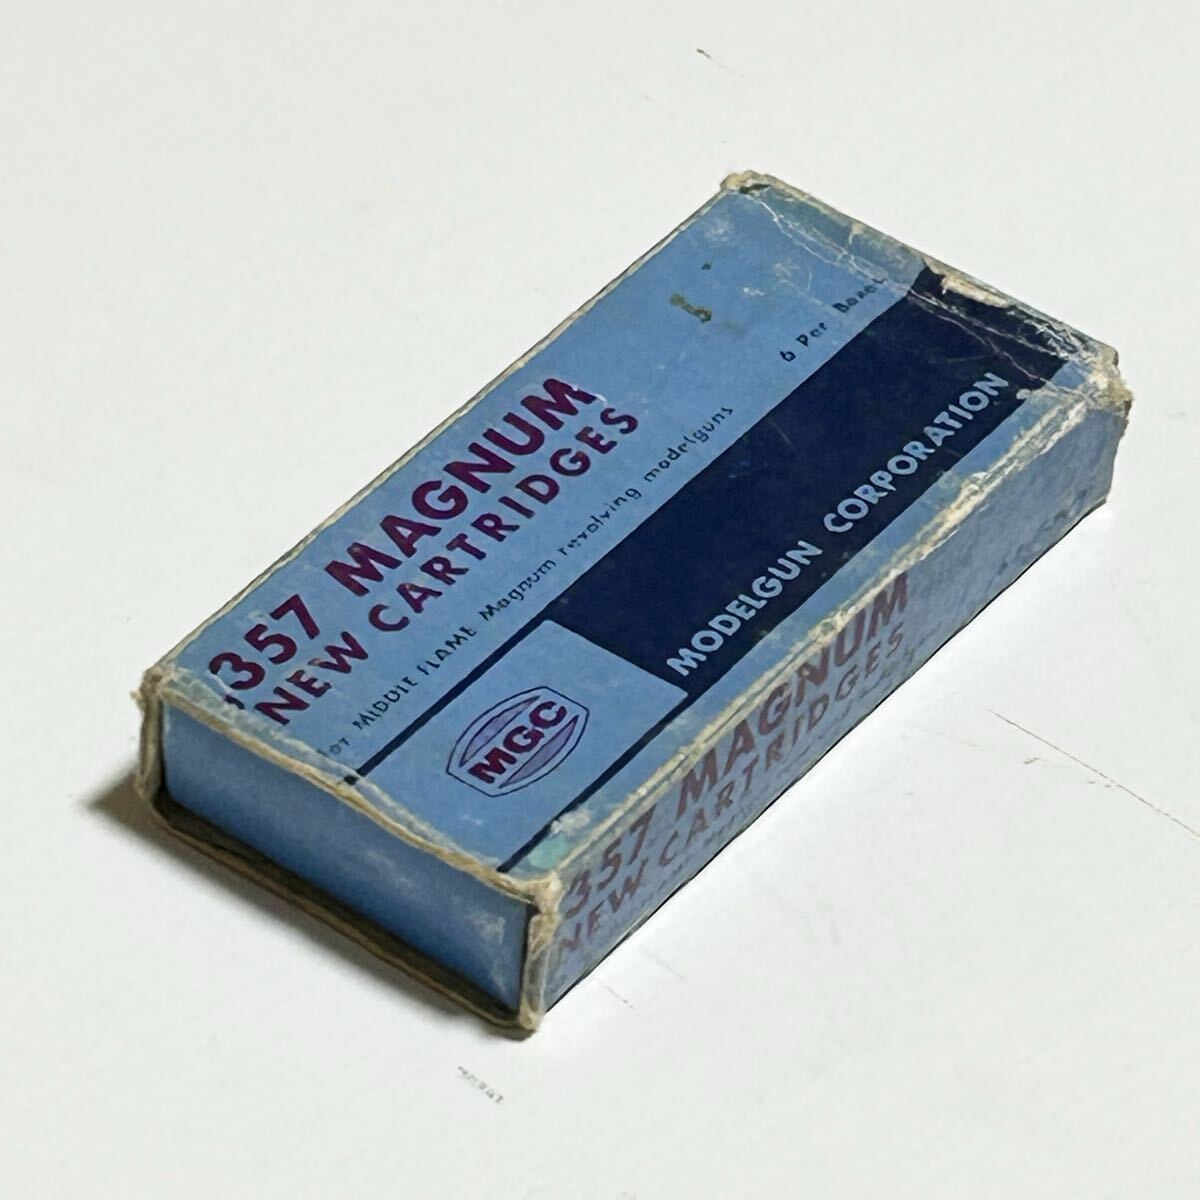 .357 MAGNUM
NEW CARTRIDGES
for MIDDLE FLAME Magnum revolving modelguns
6 Per Boxes
MGC
MODELGUN CORPORATION
.357 MAGNUM
NEW CARTRIDGES